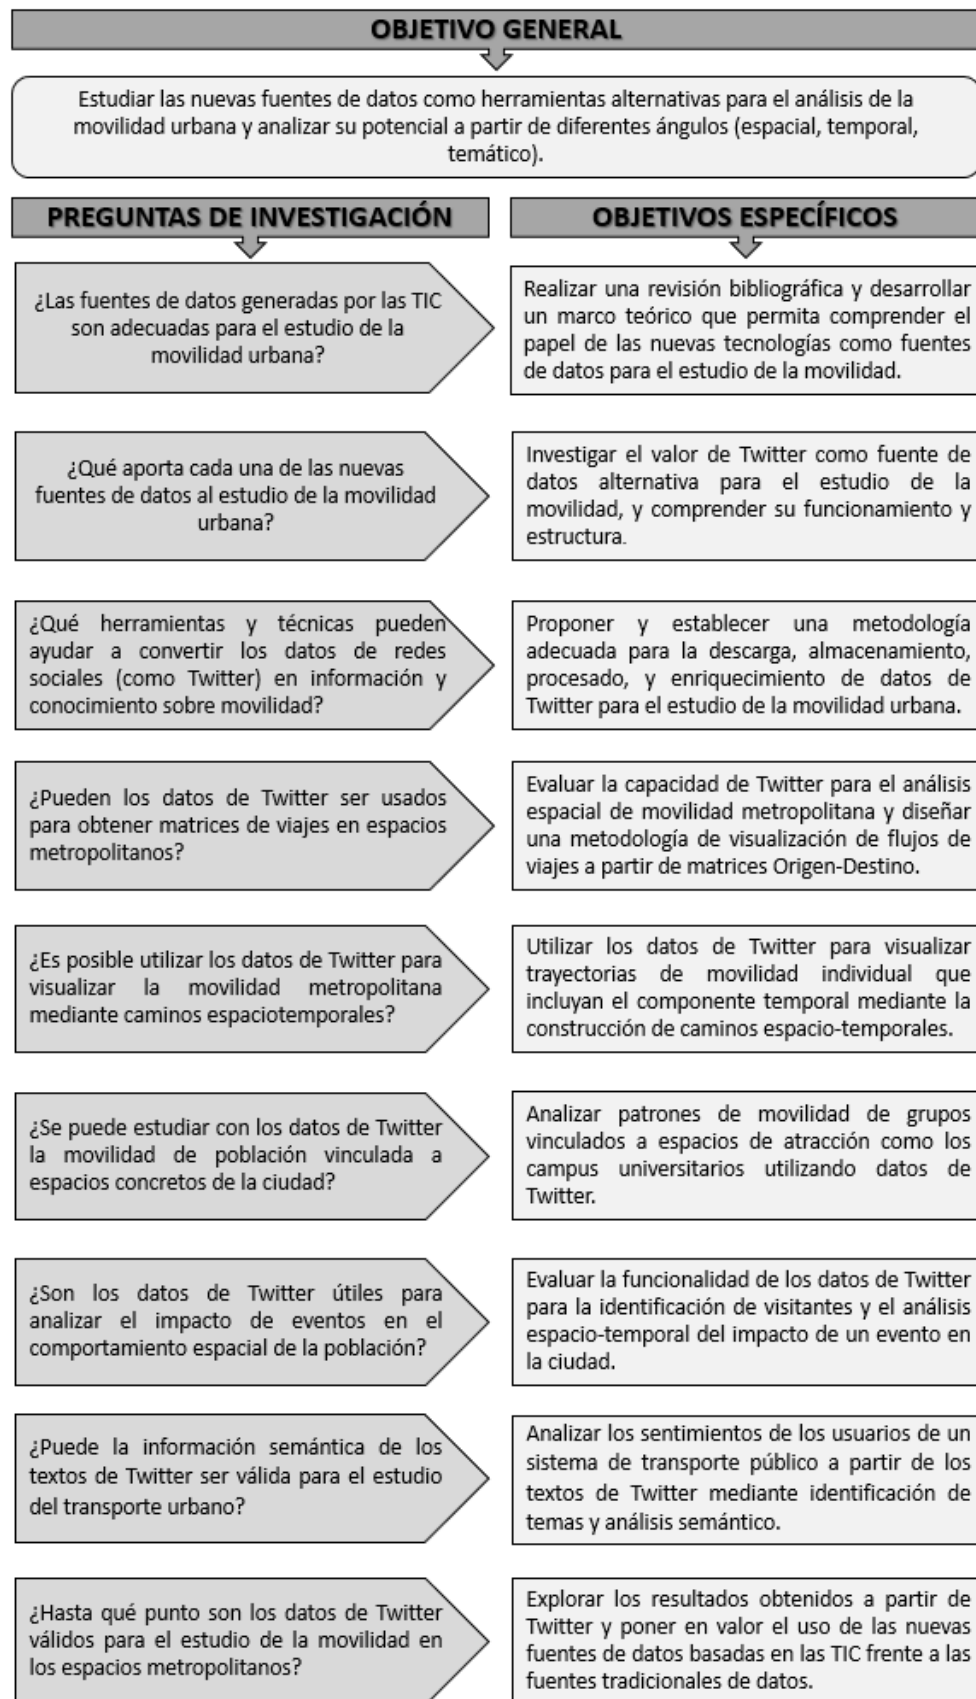 OBJETIVO GENERAL
Estudiar las nuevas fuentes de datos como herramientas alternativas para el análisis de la
movilidad urbana y analizar su potencial a partir de diferentes ángulos (espacial, temporal,
temático).
PREGUNTAS DE INVESTIGACIÓN
OBJETIVOS ESPECÍFICOS
¿Las fuentes de datos generadas por las TIC
son adecuadas para el estudio de la
movilidad urbana?
Realizar una revisión bibliográfica y desarrollar
un marco teórico que permita comprender el
papel de las nuevas tecnologías como fuentes
de datos para el estudio de la movilidad.
¿Qué aporta cada una de las nuevas
fuentes de datos al estudio de la movilidad
urbana?
Investigar el valor de Twitter como fuente de
datos alternativa para el estudio de la
movilidad, y comprender su funcionamiento y
estructura.
¿Qué herramientas y técnicas pueden
ayudar a convertir los datos de redes
sociales (como Twitter) en información y
conocimiento sobre movilidad?
Proponer y establecer una metodología
adecuada para la descarga, almacenamiento,
procesado, y enriquecimiento de datos de
Twitter para el estudio de la movilidad urbana.
¿Pueden los datos de Twitter ser usados
para obtener matrices de viajes en espacios
metropolitanos?
Evaluar la capacidad de Twitter para el análisis
espacial de movilidad metropolitana y diseñar
una metodología de visualización de flujos de
viajes a partir de matrices Origen-Destino.
¿Es posible utilizar los datos de Twitter para
visualizar la movilidad metropolitana
mediante caminos espaciotemporales?
Utilizar los datos de Twitter para visualizar
trayectorias de movilidad individual que
incluyan el componente temporal mediante la
construcción de caminos espacio-temporales.
¿Se puede estudiar con los datos de Twitter
la movilidad de población vinculada a
espacios concretos de la ciudad?
Analizar patrones de movilidad de grupos
vinculados a espacios de atracción como los
campus universitarios utilizando datos de
Twitter.
¿Son los datos de Twitter útiles para
analizar el impacto de eventos en el
comportamiento espacial de la población?
Evaluar la funcionalidad de los datos de Twitter
para la identificación de visitantes y el análisis
espacio-temporal del impacto de un evento en
la ciudad.
¿Puede la información semántica de los
textos de Twitter ser válida para el estudio
del transporte urbano?
Analizar los sentimientos de los usuarios de un
sistema de transporte público a partir de los
textos de Twitter mediante identificación de
temas y análisis semántico.
¿Hasta qué punto son los datos de Twitter
válidos para el estudio de la movilidad en
los espacios metropolitanos?
Explorar los resultados obtenidos a partir de
Twitter y poner en valor el uso de las nuevas
fuentes de datos basadas en las TIC frente a las
fuentes tradicionales de datos.